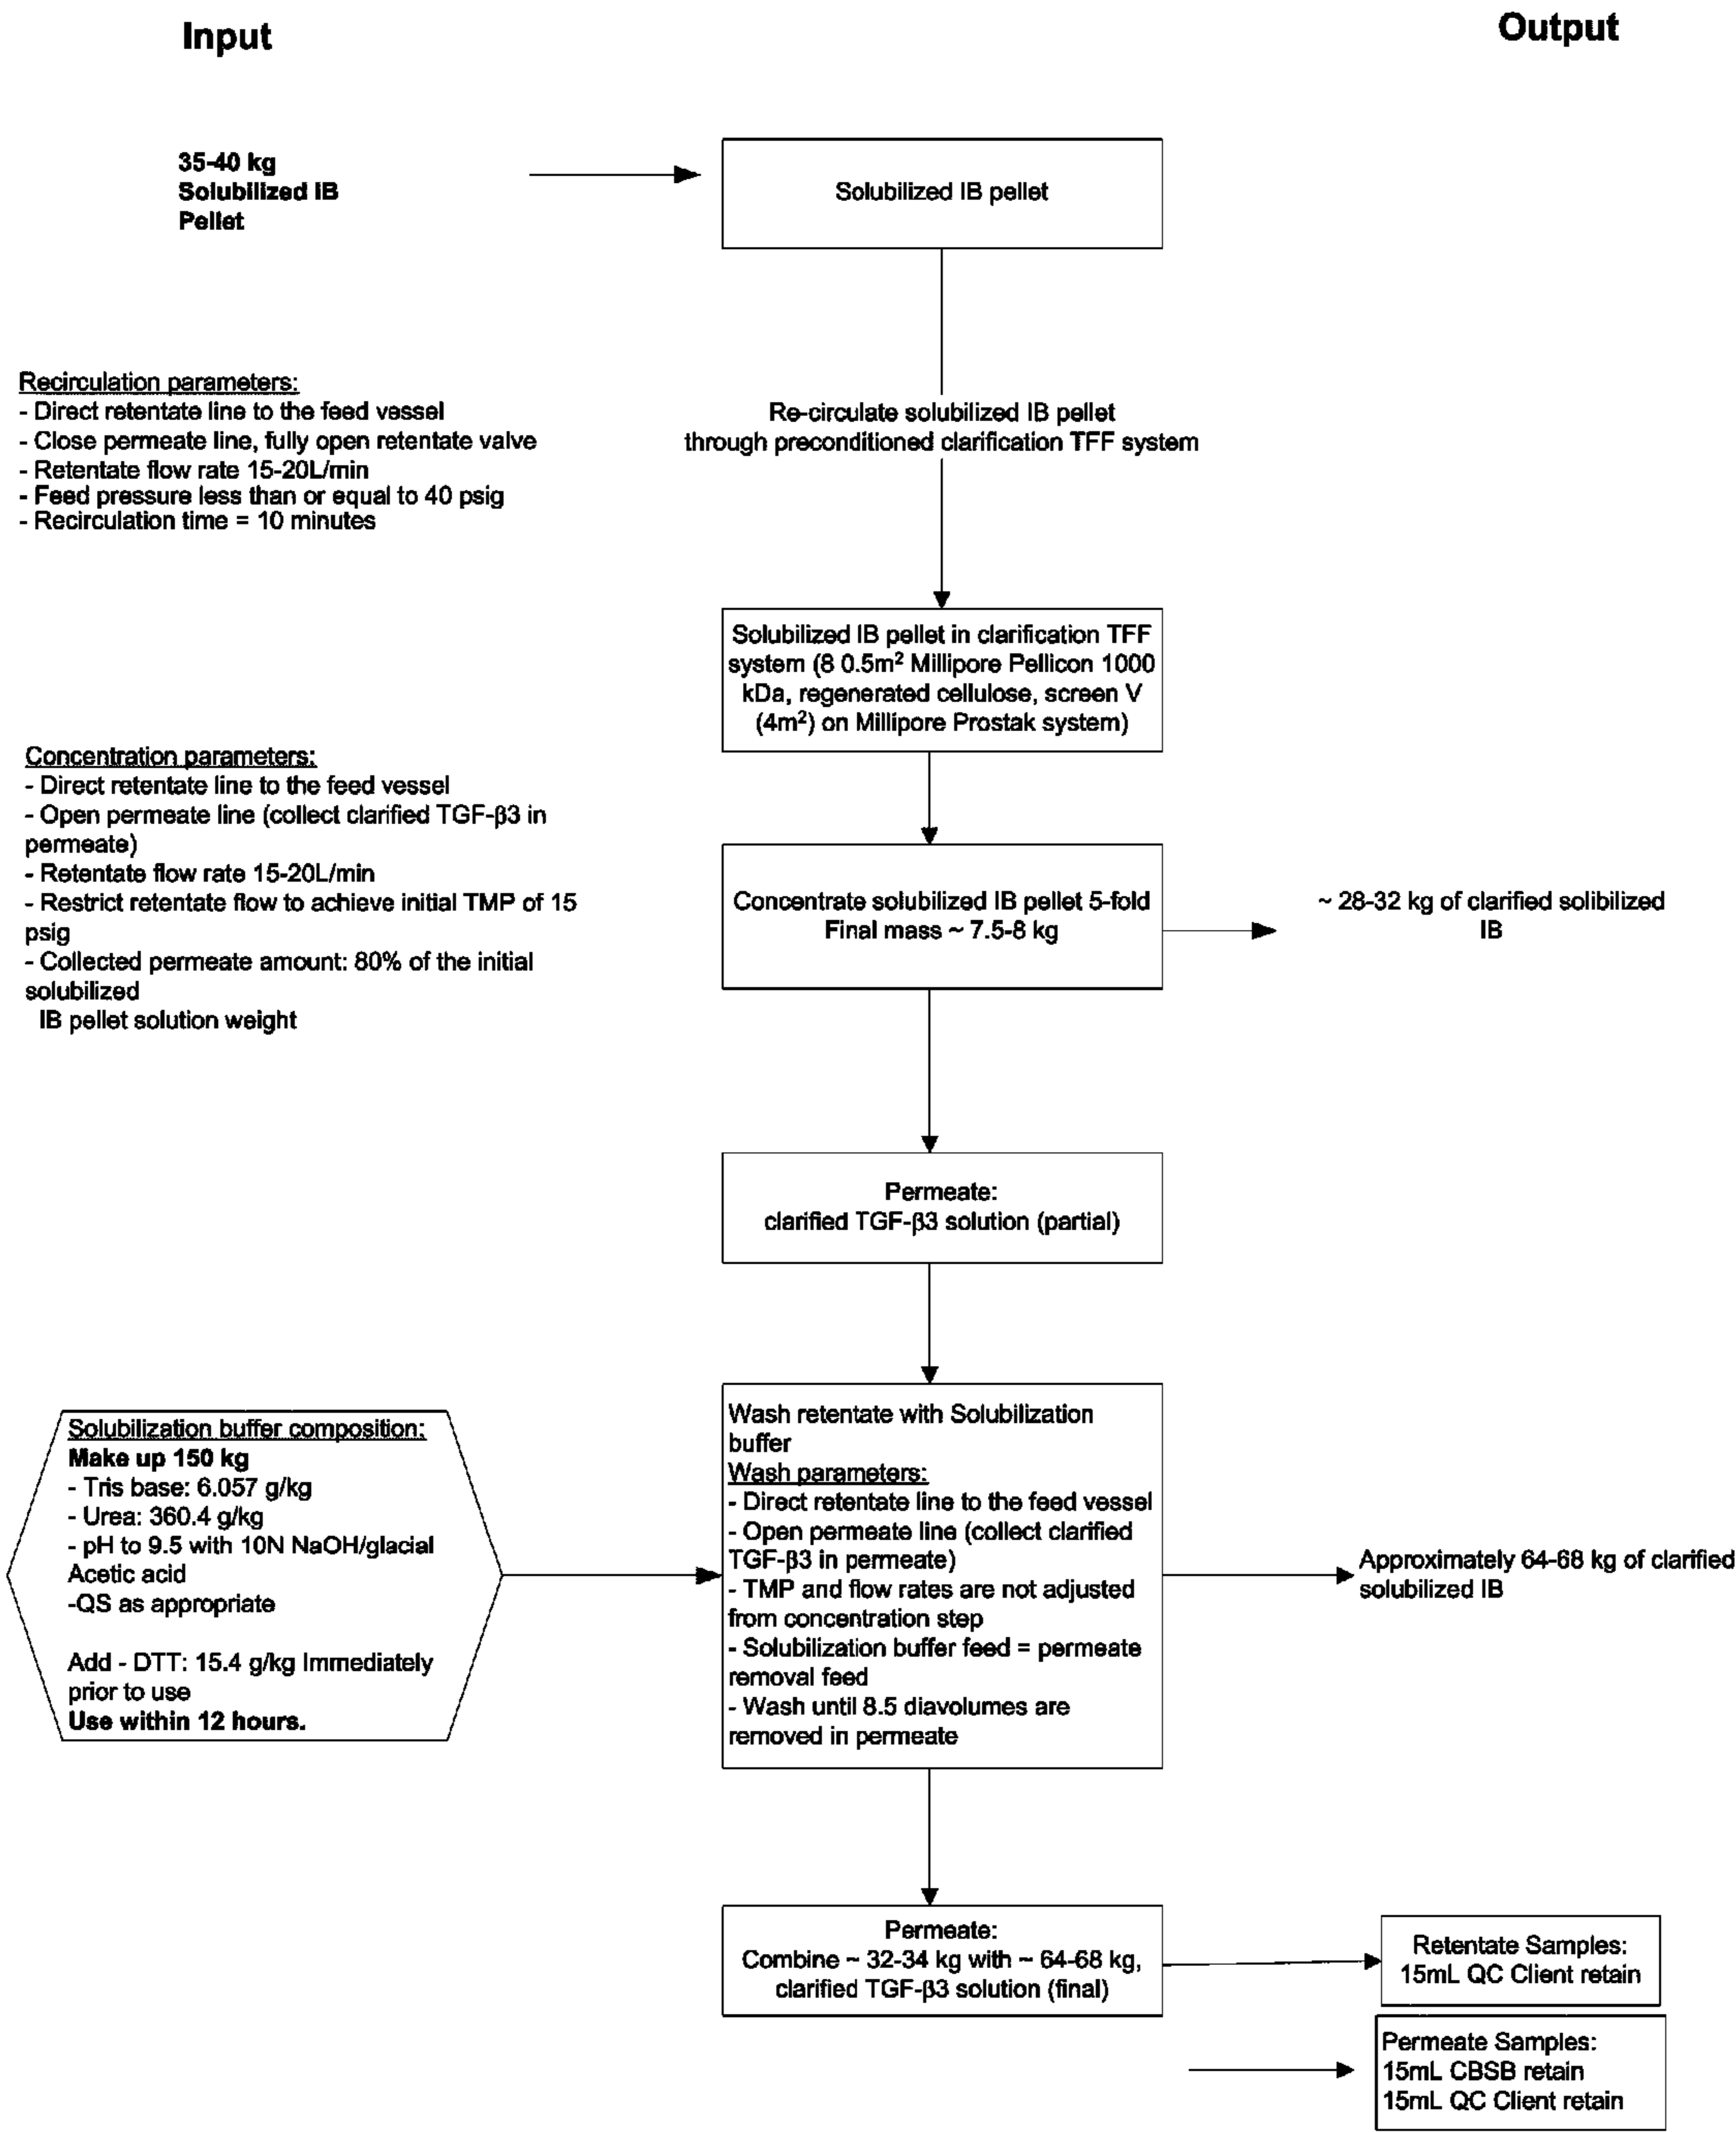 Input
Output
35-40 kg
Solubilized IB
Pellet
Solubilized IB pellet
Recirculation parameters:
- Direct retentate line to the feed vessel
- Close permeate line, fully open retentate valve
- Retentate flow rate 15-20L/min
- Feed pressure less than or equal to 40 psig
- Recirculation time = 10 minutes
Re-circulate solubilized IB pellet
through preconditioned clarification TFF system
Solubilized IB pellet in clarification TFF
system (8 0.5m² Millipore Pellicon 1000
kDa, regenerated cellulose, screen V
(4m²) on Millipore Prostak system)
Concentration parameters:
- Direct retentate line to the feed vessel
- Open permeate line (collect clarified TGF-β3 in
permeate)
- Retentate flow rate 15-20L/min
- Restrict retentate flow to achieve initial TMP of 15
psig
- Collected permeate amount: 80% of the initial
solubilized
IB pellet solution weight
Concentrate solubilized IB pellet 5-fold
Final mass ~ 7.5-8 kg
~ 28-32 kg of clarified solibilized
IB
Permeate:
clarified TGF-β3 solution (partial)
Solubilization buffer composition:
Make up 150 kg
- Tris base: 6.057 g/kg
- Urea: 360.4 g/kg
- pH to 9.5 with 10N NaOH/glacial
Acetic acid
-QS as appropriate
Add - DTT: 15.4 g/kg Immediately
prior to use
Use within 12 hours.
Wash retentate with Solubilization
buffer
Wash parameters:
- Direct retentate line to the feed vessel
- Open permeate line (collect clarified
TGF-β3 in permeate)
- TMP and flow rates are not adjusted
from concentration step
- Solubilization buffer feed = permeate
removal feed
- Wash until 8.5 diavolumes are
removed in permeate
Approximately 64-68 kg of clarified
solubilized IB
Permeate:
Combine ~ 32-34 kg with ~ 64-68 kg,
clarified TGF-β3 solution (final)
Retentate Samples:
15mL QC Client retain
Permeate Samples:
15mL CBSB retain
15mL QC Client retain